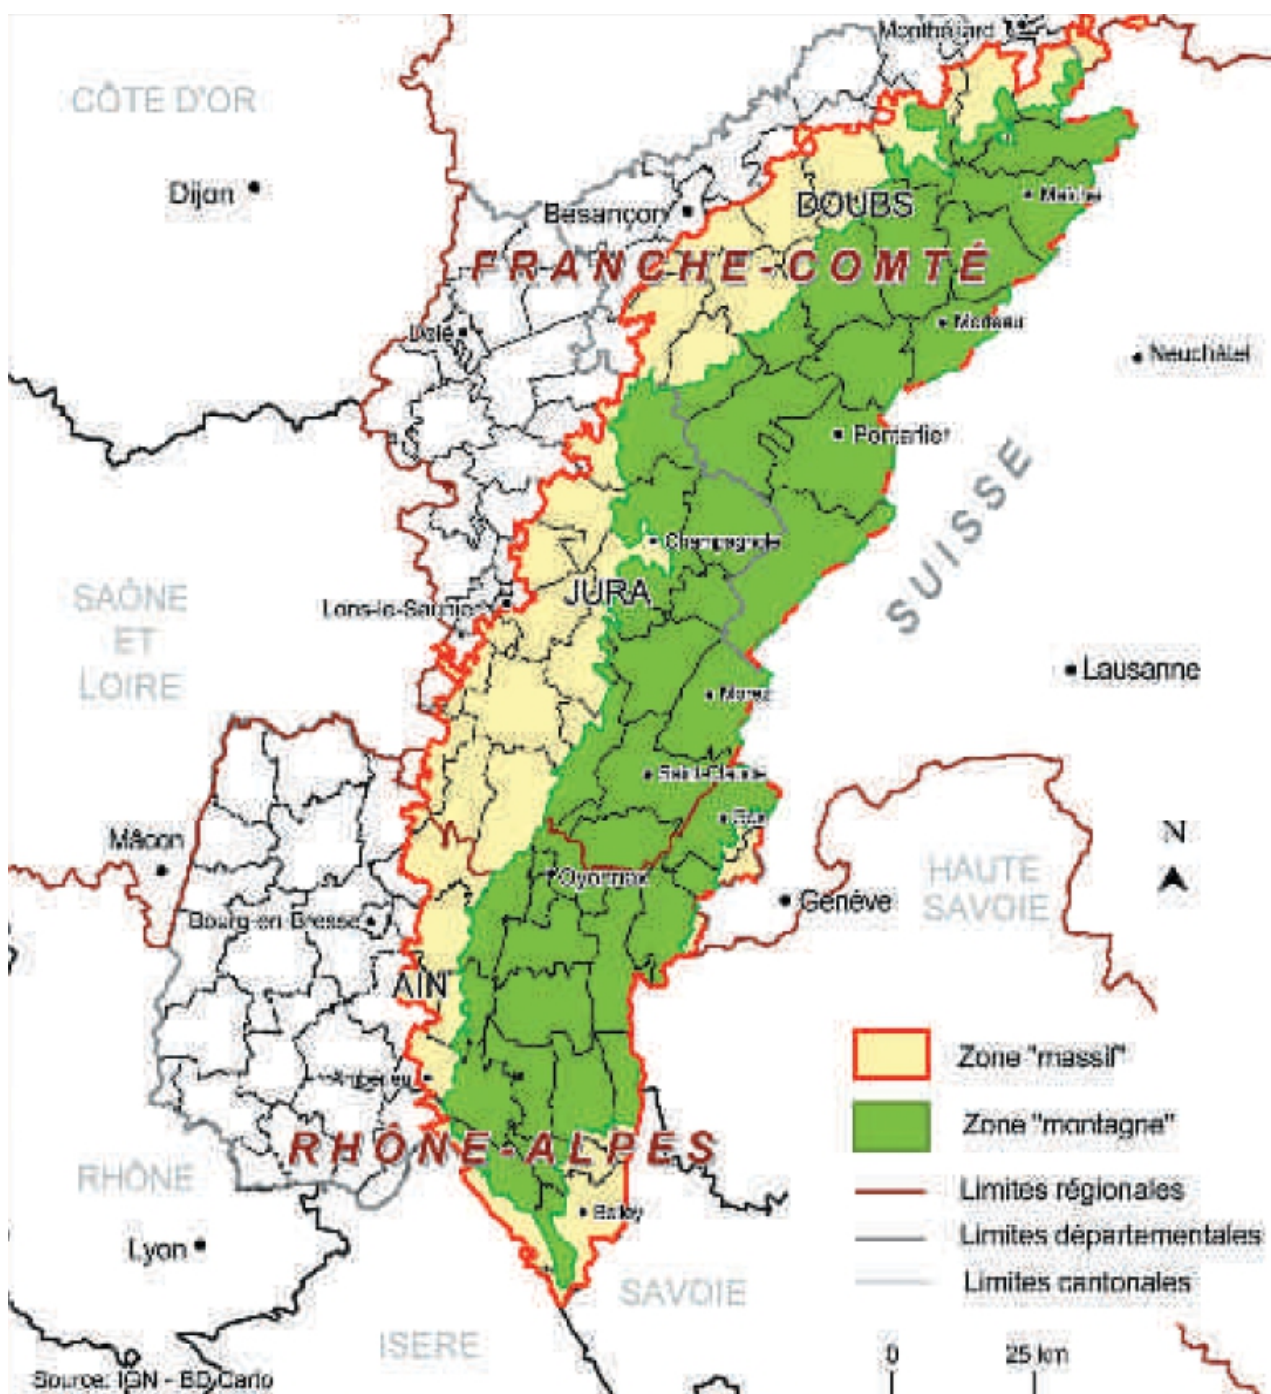 Montbéliard
CÔTE D'OR
Dijon
Besançon
DOUBS
Maîche
FRANCHE-COMTÉ
Dole
Morteau
Neuchâtel
Pontarlier
SUISSE
Champagnole
JURA
SAÔNE
ET
LOIRE
Lons-le-Saunier
Lausanne
Morez
Saint-Claude
Mâcon
N
Oyonnax
HAUTE
SAVOIE
Genève
Bourg-en-Bresse
AIN
Zone "massif"
Ambérieu
Zone "montagne"
RHÔNE-ALPES
RHÔNE
Limites régionales
Belley
Lyon
Limites départementales
Limites cantonales
SAVOIE
ISERE
0 25 km
Source: IGN - BD Carto